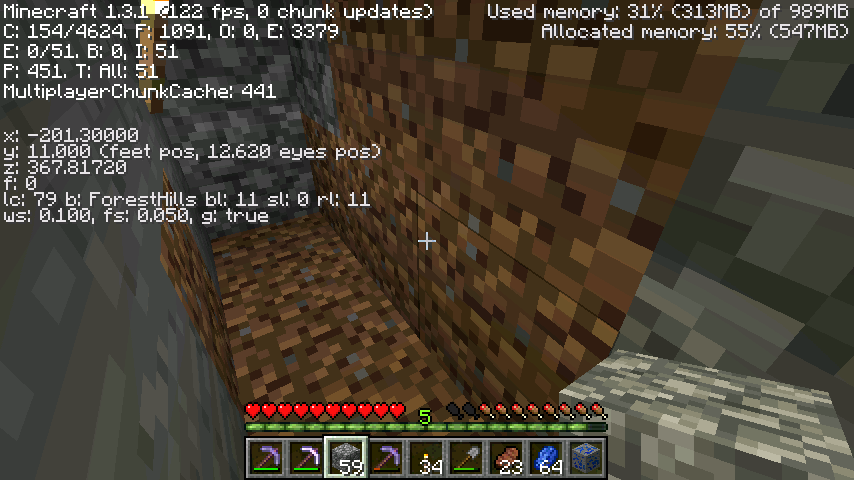 Minecraft 1.3.1 (122 fps, 0 chunk updates)
C: 154/4624. F: 1091, O: 0, E: 3379
E: 0/51. B: 0, I: 51
P: 451. T: All: 51
MultiplayerChunkCache: 441
Used memory: 31% (313MB) of 989MB
Allocated memory: 55% (547MB)
x: -201.30000
y: 11.000 (feet pos, 12.620 eyes pos)
z: 367.81720
f: 0
lc: 79 b: ForestHills bl: 11 sl: 0 rl: 11
ws: 0.100, fs: 0.050, g: true
5
59
34
23
64